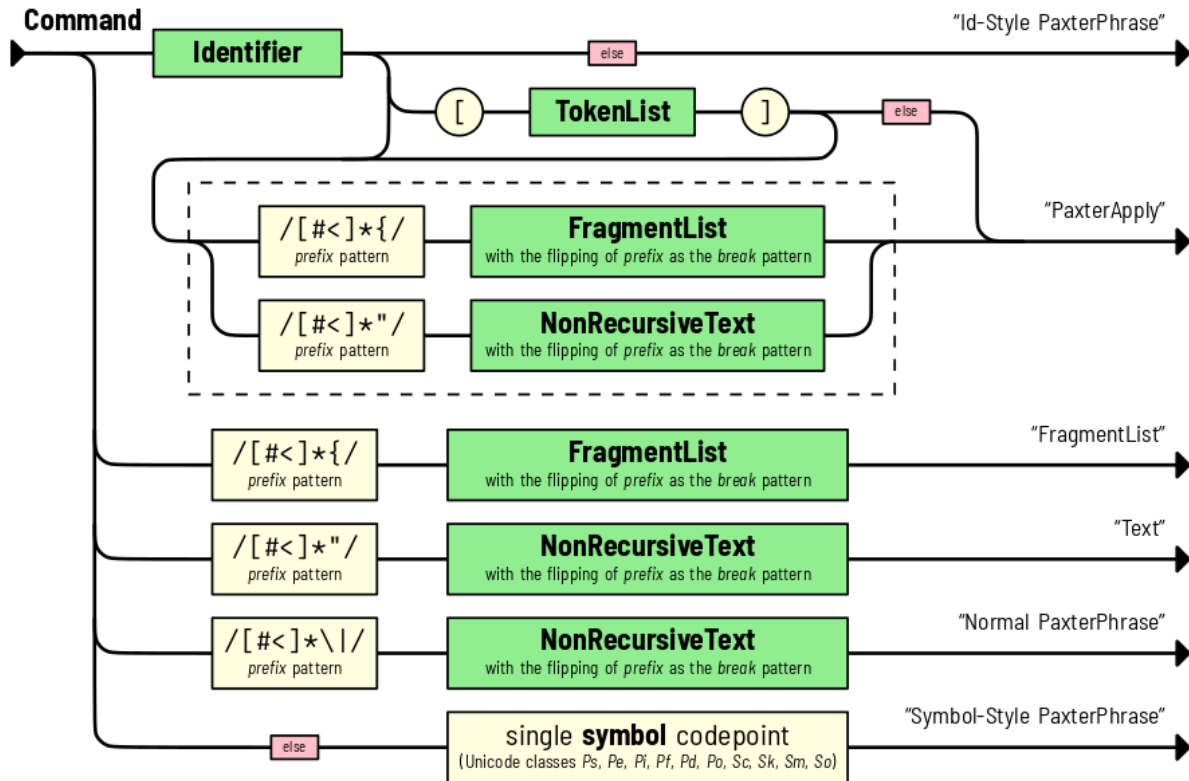 Command
"Id-Style PaxterPhrase"
Identifier
else
[
TokenList
]
else
"PaxterApply"
/[#<]*{/
prefix pattern
FragmentList
with the flipping of prefix as the break pattern
/[#<]*"/
prefix pattern
NonRecursiveText
with the flipping of prefix as the break pattern
"FragmentList"
/[#<]*{/
prefix pattern
FragmentList
with the flipping of prefix as the break pattern
"Text"
/[#<]*"/
prefix pattern
NonRecursiveText
with the flipping of prefix as the break pattern
"Normal PaxterPhrase"
/[#<]*\|/
prefix pattern
NonRecursiveText
with the flipping of prefix as the break pattern
"Symbol-Style PaxterPhrase"
else
single symbol codepoint
(Unicode classes Ps, Pe, Pi, Pf, Pd, Po, Sc, Sk, Sm, So)